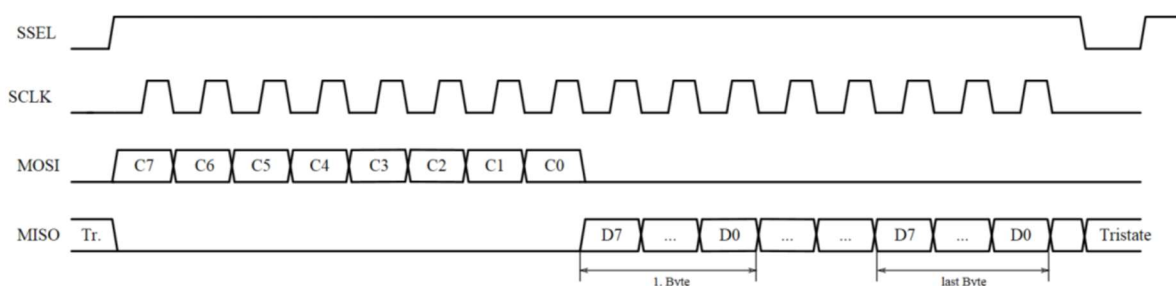 SSEL
SCLK
MOSI C7 C6 C5 C4 C3 C2 C1 C0
MISO Tr. D7 ... D0 ... ... D7 ... D0 Tristate
1. Byte last Byte